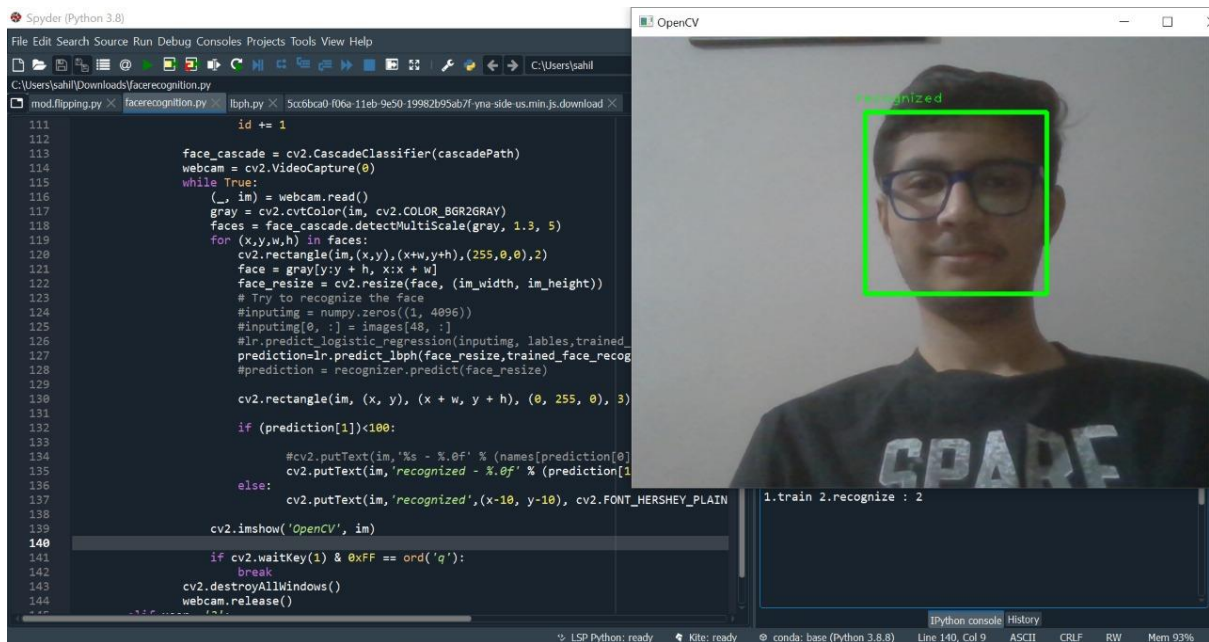 Spyder (Python 3.8)
File Edit Search Source Run Debug Consoles Projects Tools View Help
C:\Users\sahil
C:\Users\sahil\Downloads\facerecognition.py
mod.flipping.py facerecognition.py lbph.py 5cc6bca0-f06a-11eb-9e50-19982b95ab7f-yna-side-us.min.js.download
111 id += 1
112
113 face_cascade = cv2.CascadeClassifier(cascadePath)
114 webcam = cv2.VideoCapture(0)
115 while True:
116 (_, im) = webcam.read()
117 gray = cv2.cvtColor(im, cv2.COLOR_BGR2GRAY)
118 faces = face_cascade.detectMultiScale(gray, 1.3, 5)
119 for (x,y,w,h) in faces:
120 cv2.rectangle(im,(x,y),(x+w,y+h),(255,0,0),2)
121 face = gray[y:y + h, x:x + w]
122 face_resize = cv2.resize(face, (im_width, im_height))
123 # Try to recognize the face
124 #inputimg = numpy.zeros((1, 4096))
125 #inputimg[0, :] = images[48, :]
126 #lr.predict_logistic_regression(inputimg, lables,trained_
127 prediction=lr.predict_lbph(face_resize,trained_face_recog
128 #prediction = recognizer.predict(face_resize)
129
130 cv2.rectangle(im, (x, y), (x + w, y + h), (0, 255, 0), 3)
131
132 if (prediction[1])<100:
133
134 #cv2.putText(im,'%s - %.0f' % (names[prediction[0]
135 cv2.putText(im,'recognized - %.0f' % (prediction[1
136 else:
137 cv2.putText(im,'recognized',(x-10, y-10), cv2.FONT_HERSHEY_PLAIN
138
139 cv2.imshow('OpenCV', im)
140
141 if cv2.waitKey(1) & 0xFF == ord('q'):
142 break
143 cv2.destroyAllWindows()
144 webcam.release()
OpenCV
recognized
SPARE
1.train 2.recognize : 2
IPython console History
LSP Python: ready Kite: ready conda: base (Python 3.8.8) Line 140, Col 9 ASCII CRLF RW Mem 93%